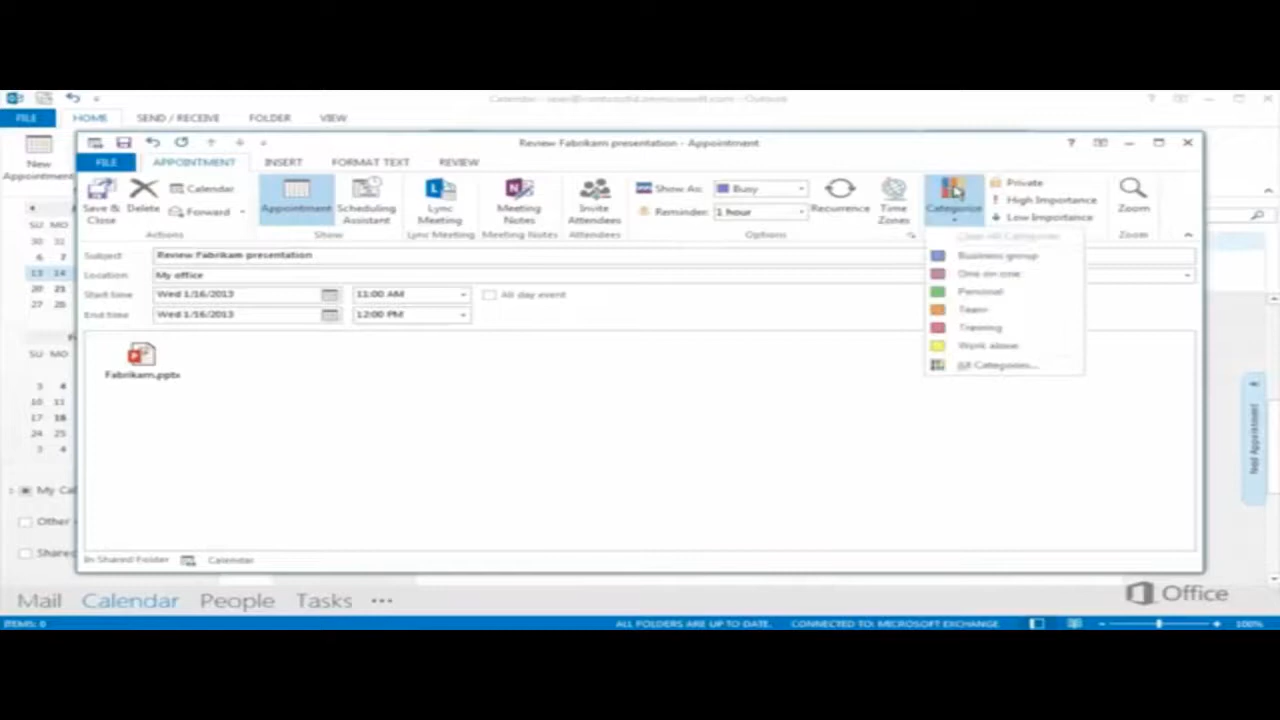 FILE HOME SEND / RECEIVE FOLDER VIEW
New Appointment
Review Fabrikam presentation - Appointment
FILE APPOINTMENT INSERT FORMAT TEXT REVIEW
Save & Close
Delete
Calendar
Forward
Actions
Appointment
Scheduling Assistant
Show
Lync Meeting
Lync Meeting
Meeting Notes
Meeting Notes
Invite Attendees
Attendees
Show As: Busy
Reminder: 1 hour
Recurrence
Time Zones
Options
Categorize
Private
High Importance
Low Importance
Zoom
Zoom
Clear All Categories
Business group
One on one
Personal
Team
Training
All Categories...
Subject Review Fabrikam presentation
Location My office
Start time Wed 1/16/2013 11:00 AM All day event
End time Wed 1/16/2013 12:00 PM
Fabrikam.pptx
In Shared Folder Calendar
SU MO
30 31
6 7
13 14
20 21
27 28
SU MO
3 4
10 11
17 18
24 25
3 4
Other
Shared
Next Appointment
Mail Calendar People Tasks ...
Office
ITEMS: 0
ALL FOLDERS ARE UP TO DATE. CONNECTED TO: MICROSOFT EXCHANGE 100%